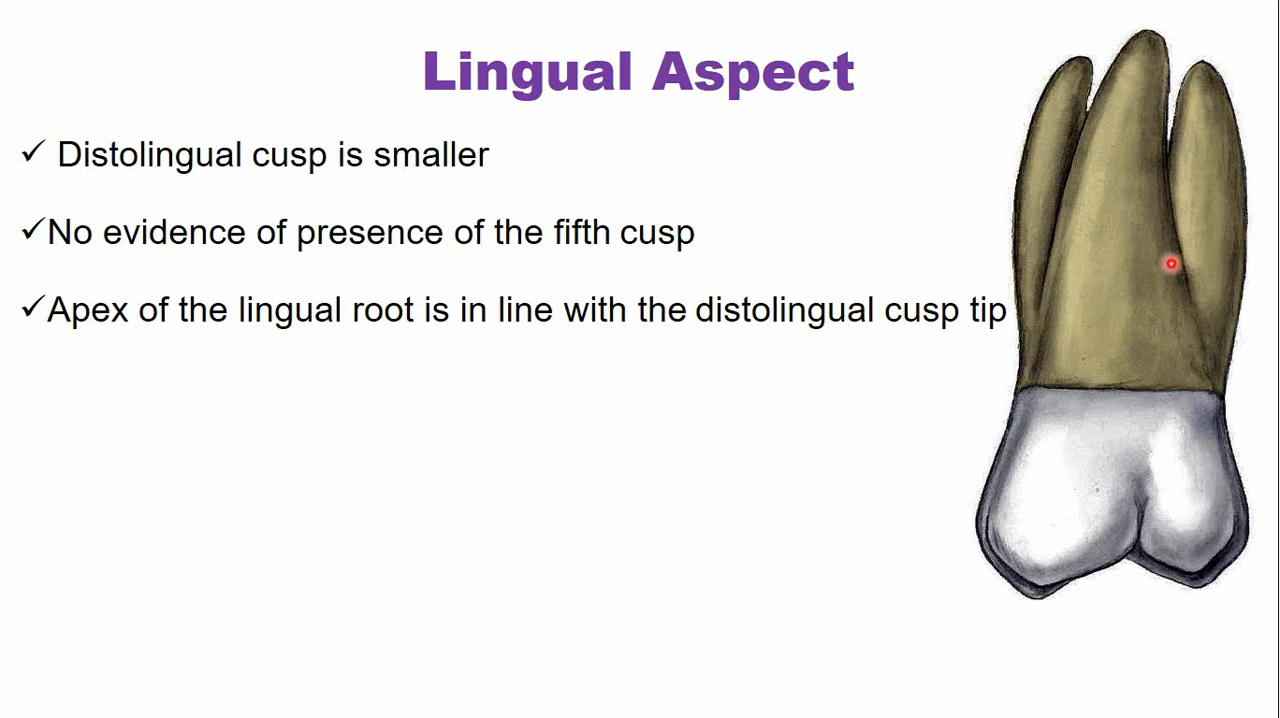 Lingual Aspect
✓ Distolingual cusp is smaller
✓No evidence of presence of the fifth cusp
✓Apex of the lingual root is in line with the distolingual cusp tip